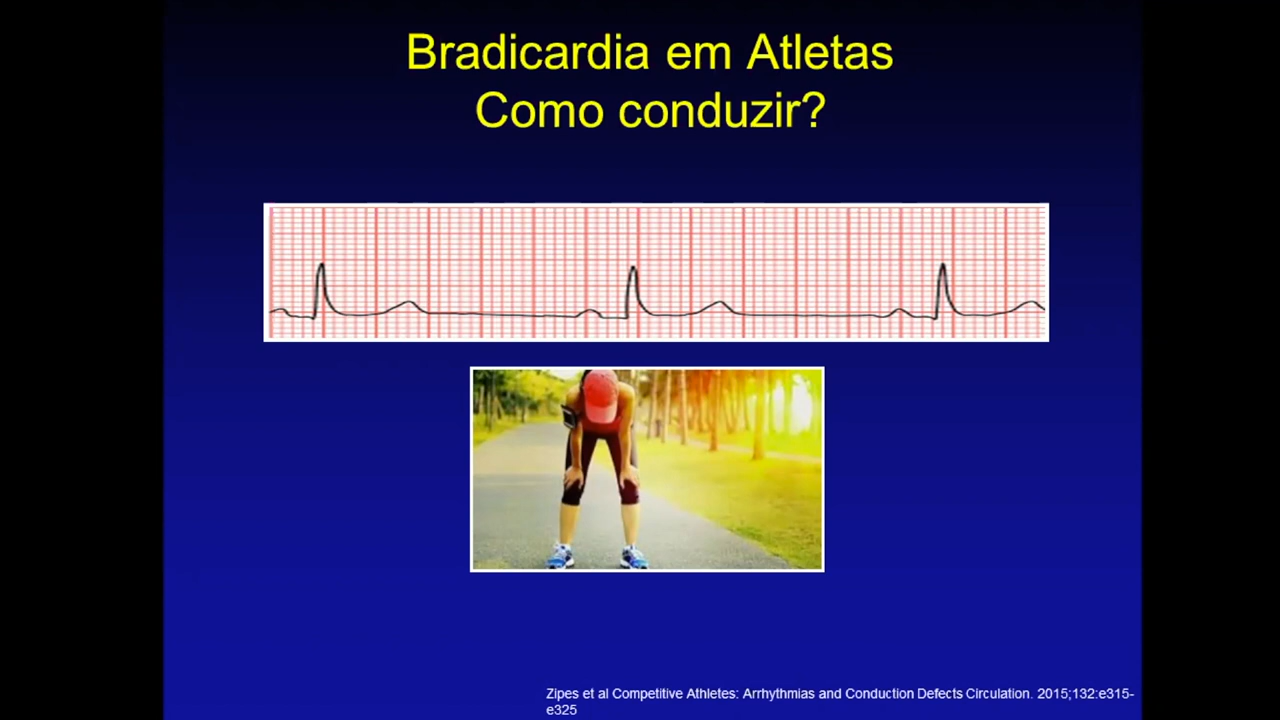 Bradicardia em Atletas
Como conduzir?
Zipes et al Competitive Athletes: Arrhythmias and Conduction Defects Circulation. 2015;132:e315-
e325